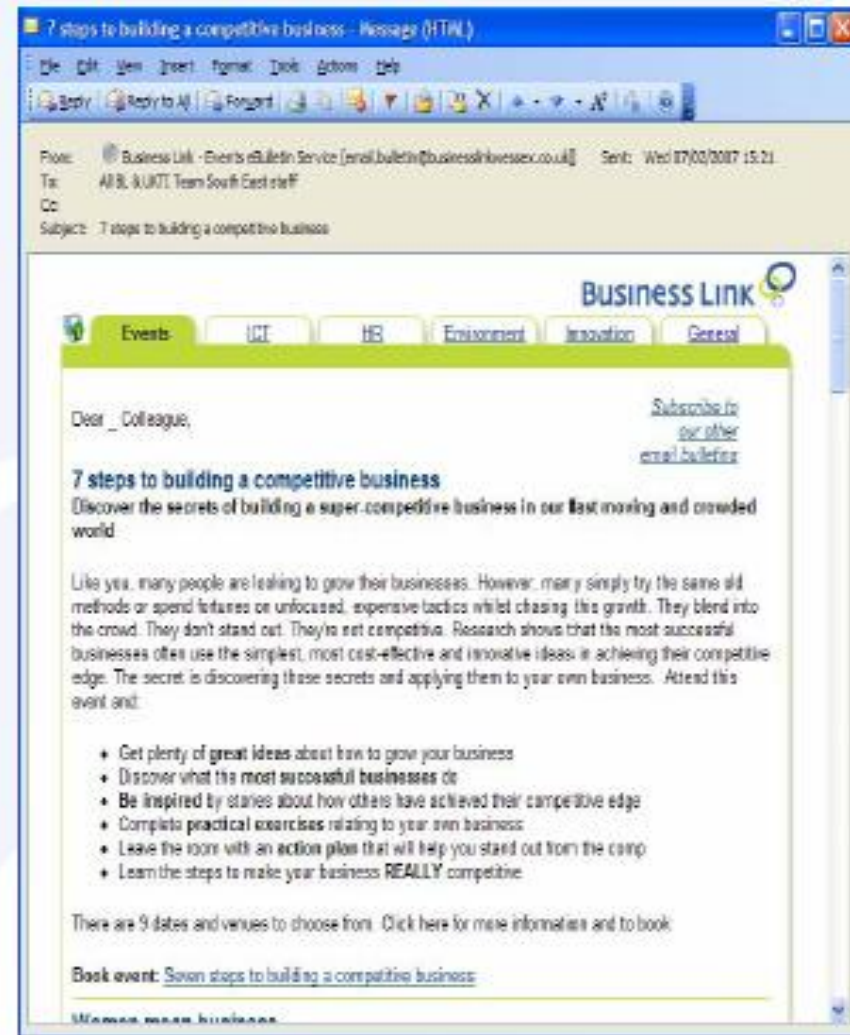 7 steps to building a competitive business - Message (HTML)
File Edit View Insert Format Tools Actions Help
Reply Reply to All Forward
From: Business Link - Events eBulletin Service [email.bulletin@businesslinkwessex.co.uk] Sent: Wed 07/02/2007 15:21
To: All BL & UKTI Team South East staff
Cc:
Subject: 7 steps to building a competitive business
Business Link
Events ICT HR Environment Innovation General
Dear _ Colleague,
Subscribe to
our other
email bulletins
7 steps to building a competitive business
Discover the secrets of building a super-competitive business in our fast moving and crowded
world
Like you, many people are looking to grow their businesses. However, many simply try the same old
methods or spend fortunes on unfocused, expensive tactics whilst chasing this growth. They blend into
the crowd. They don't stand out. They're not competitive. Research shows that the most successful
businesses often use the simplest, most cost-effective and innovative ideas in achieving their competitive
edge. The secret is discovering those secrets and applying them to your own business. Attend this
event and:
• Get plenty of great ideas about how to grow your business
• Discover what the most successful businesses do
• Be inspired by stories about how others have achieved their competitive edge
• Complete practical exercises relating to your own business
• Leave the room with an action plan that will help you stand out from the comp
• Learn the steps to make your business REALLY competitive
There are 9 dates and venues to choose from. Click here for more information and to book
Book event: Seven steps to building a competitive business
Women mean business